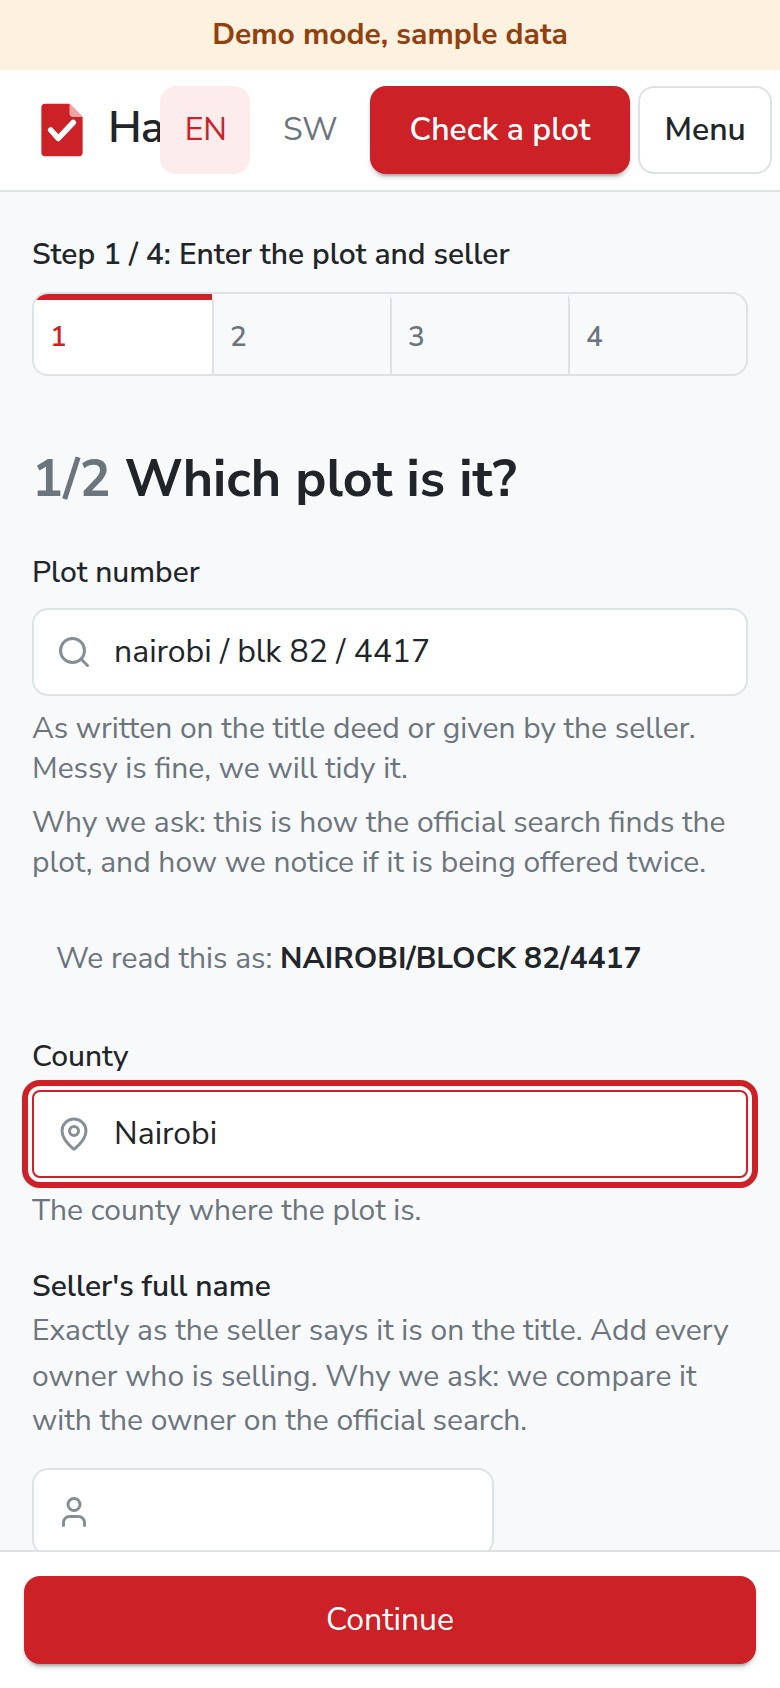 Demo mode, sample data
Ha EN SW Check a plot Menu
Step 1 / 4: Enter the plot and seller
1 2 3 4
1/2 Which plot is it?
Plot number
nairobi / blk 82 / 4417
As written on the title deed or given by the seller.
Messy is fine, we will tidy it.
Why we ask: this is how the official search finds the
plot, and how we notice if it is being offered twice.
We read this as: NAIROBI/BLOCK 82/4417
County
Nairobi
The county where the plot is.
Seller's full name
Exactly as the seller says it is on the title. Add every
owner who is selling. Why we ask: we compare it
with the owner on the official search.
Continue